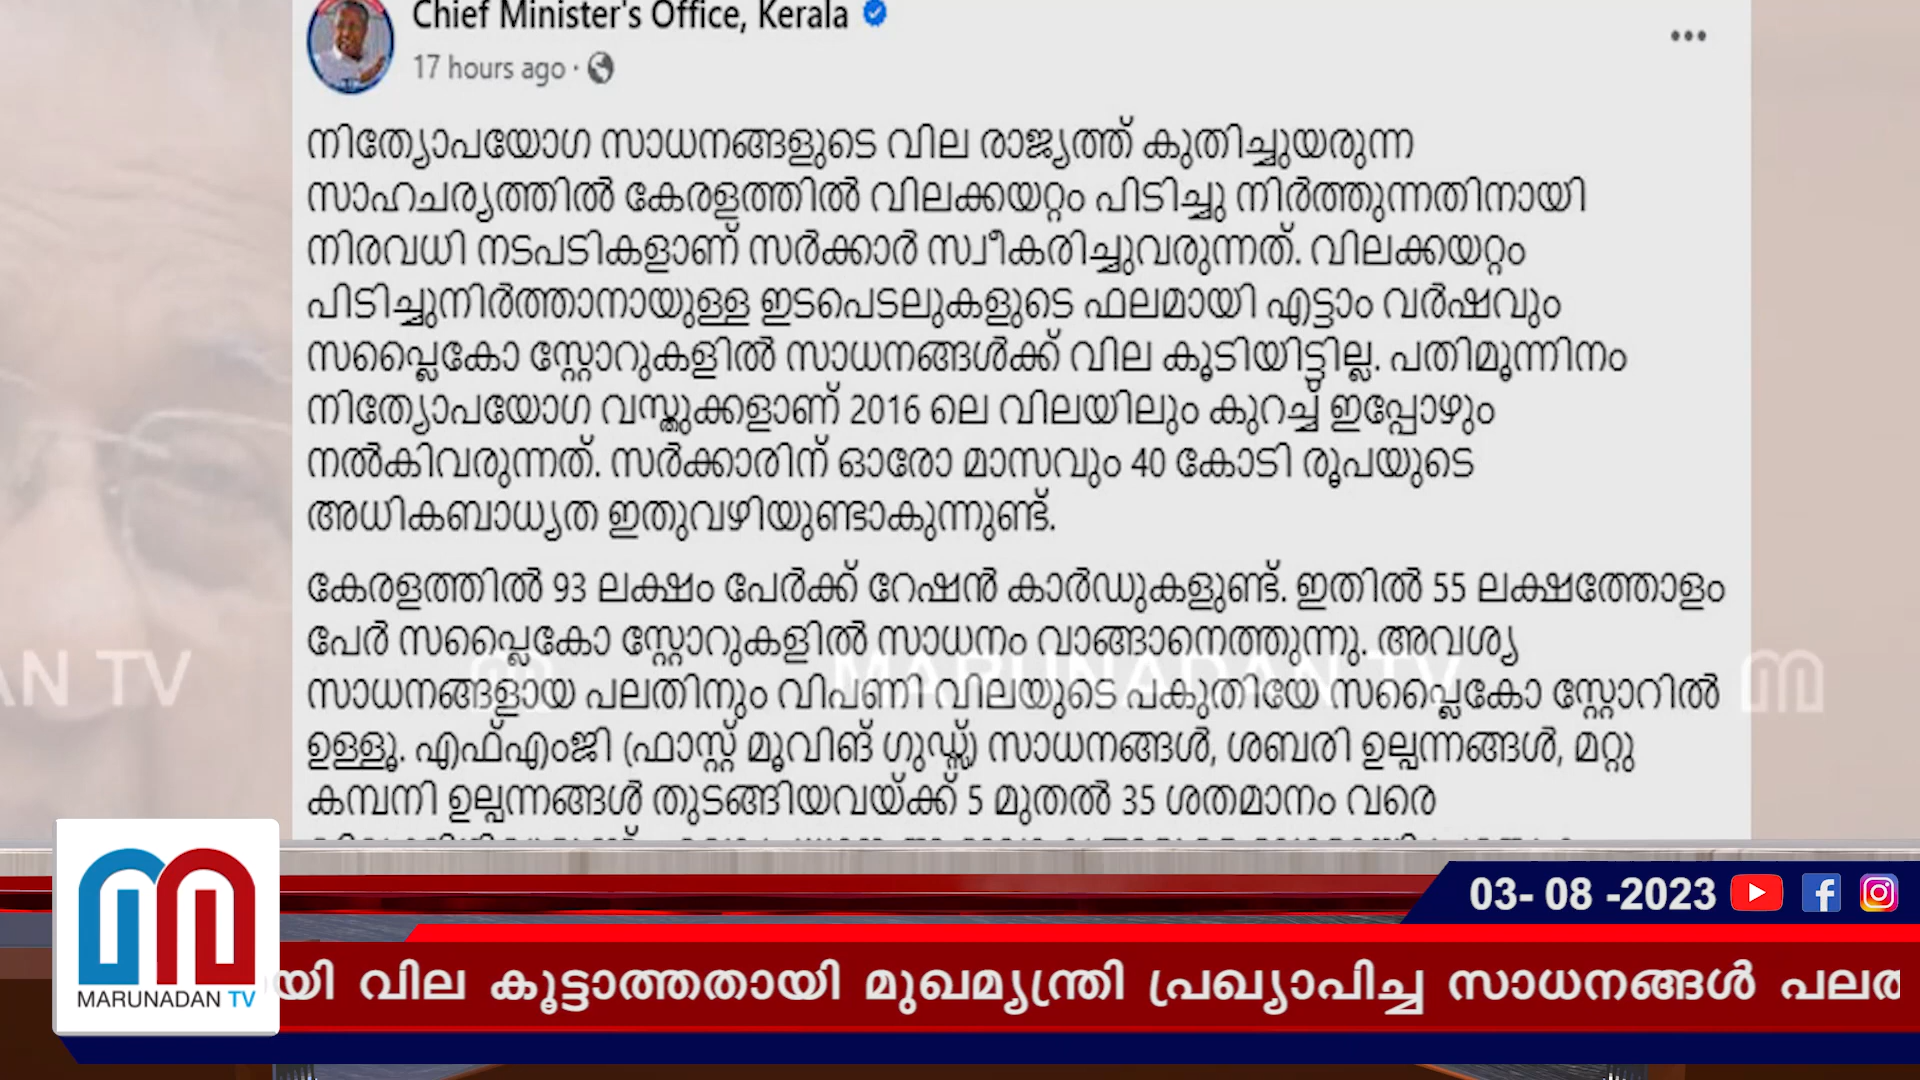 Chief Minister's Office, Kerala
17 hours ago ·
നിത്യോപയോഗ സാധനങ്ങളുടെ വില രാജ്യത്ത് കുതിച്ചുയരുന്ന
സാഹചര്യത്തിൽ കേരളത്തിൽ വിലക്കയറ്റം പിടിച്ചു നിർത്തുന്നതിനായി
നിരവധി നടപടികളാണ് സർക്കാർ സ്വീകരിച്ചുവരുന്നത്. വിലക്കയറ്റം
പിടിച്ചുനിർത്താനായുള്ള ഇടപെടലുകളുടെ ഫലമായി എട്ടാം വർഷവും
സപ്ലൈകോ സ്റ്റോറുകളിൽ സാധനങ്ങൾക്ക് വില കൂടിയിട്ടില്ല. പതിമൂന്നിനം
നിത്യോപയോഗ വസ്തുക്കളാണ് 2016 ലെ വിലയിലും കുറച്ച് ഇപ്പോഴും
നൽകിവരുന്നത്. സർക്കാരിന് ഓരോ മാസവും 40 കോടി രൂപയുടെ
അധികബാധ്യത ഇതുവഴിയുണ്ടാകുന്നുണ്ട്.
കേരളത്തിൽ 93 ലക്ഷം പേർക്ക് റേഷൻ കാർഡുകളുണ്ട്. ഇതിൽ 55 ലക്ഷത്തോളം
പേർ സപ്ലൈകോ സ്റ്റോറുകളിൽ സാധനം വാങ്ങാനെത്തുന്നു. അവശ്യ
സാധനങ്ങളായ പലതിനും വിപണി വിലയുടെ പകുതിയേ സപ്ലൈകോ സ്റ്റോറിൽ
ഉള്ളൂ. എഫ്എംജി (ഫാസ്റ്റ് മൂവിങ് ഗുഡ്സ്) സാധനങ്ങൾ, ശബരി ഉല്പന്നങ്ങൾ, മറ്റു
കമ്പനി ഉല്പന്നങ്ങൾ തുടങ്ങിയവയ്ക്ക് 5 മുതൽ 35 ശതമാനം വരെ
AN TV
MARUNADAN TV
03- 08 -2023
വില കൂട്ടാത്തതായി മുഖമ്യന്ത്രി പ്രഖ്യാപിച്ച സാധനങ്ങൾ
MARUNADAN TV